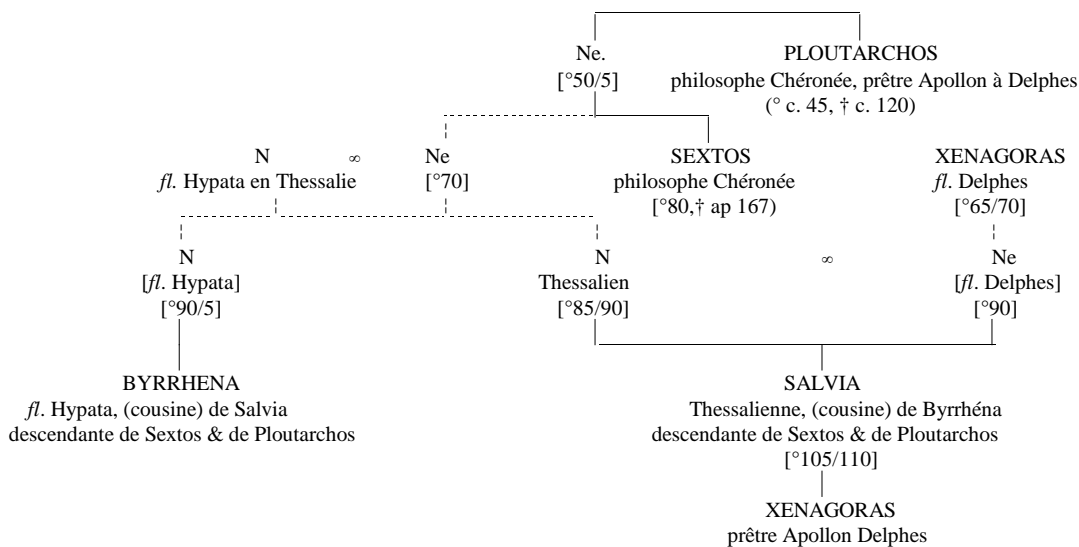 Ne. PLOUTARCHOS
[°50/5] philosophe Chéronée, prêtre Apollon à Delphes
(° c. 45, † c. 120)
N ∞ Ne SEXTOS XENAGORAS
fl. Hypata en Thessalie [°70] philosophe Chéronée fl. Delphes
[°80,† ap 167) [°65/70]
N N ∞ Ne
[fl. Hypata] Thessalien [fl. Delphes]
[°90/5] [°85/90] [°90]
BYRRHENA SALVIA
fl. Hypata, (cousine) de Salvia Thessalienne, (cousine) de Byrrhéna
descendante de Sextos & de Ploutarchos descendante de Sextos & de Ploutarchos
[°105/110]
XENAGORAS
prêtre Apollon Delphes